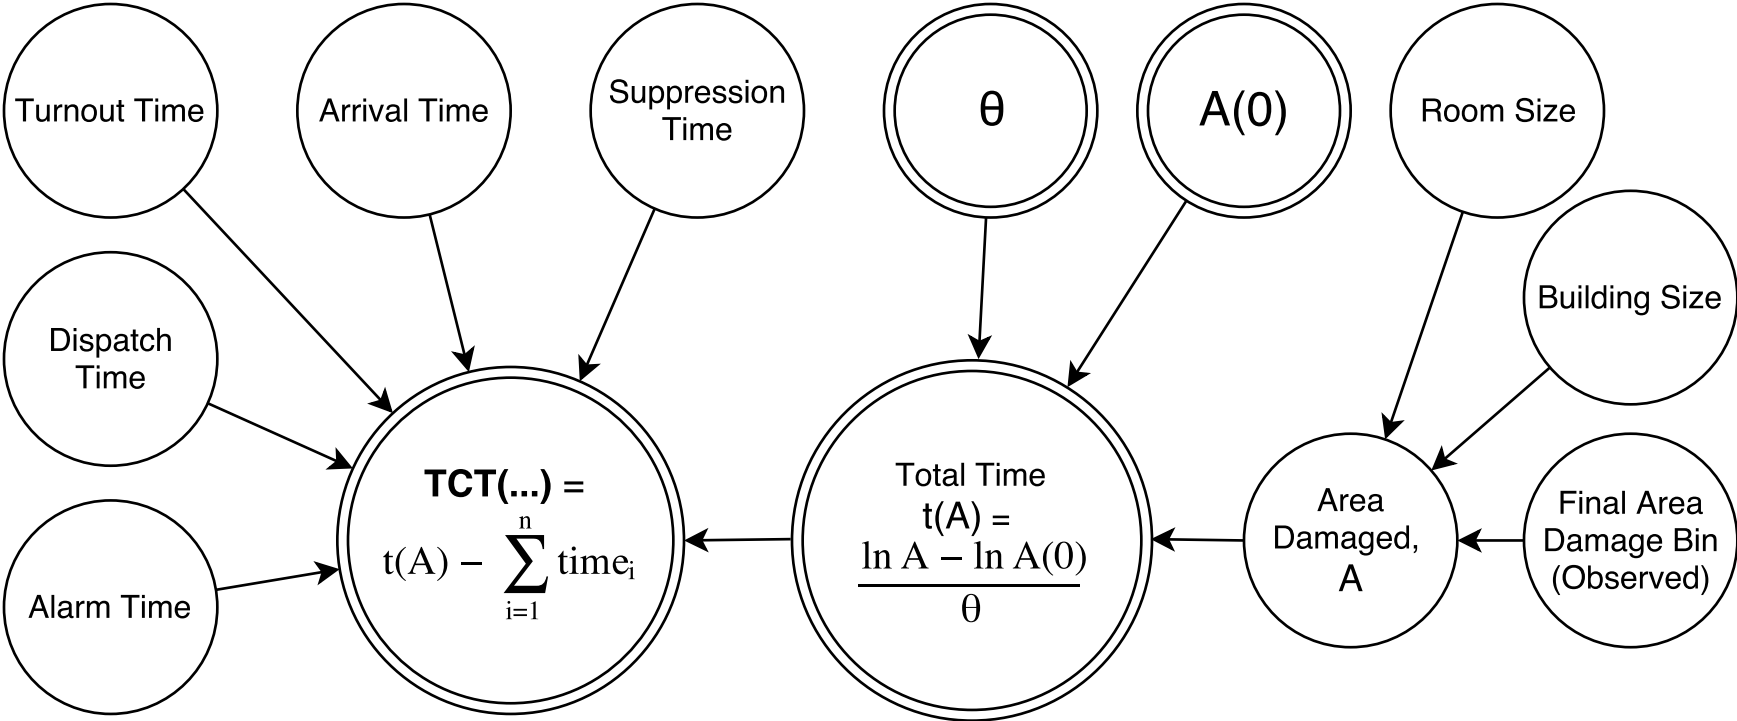 Turnout Time
Arrival Time
Suppression
Time
θ
A(0)
Room Size
Building Size
Dispatch
Time
Alarm Time
TCT(...) =
t(A) − n∑i=1 timeᵢ
Total Time
t(A) =
ln A − ln A(0)
θ
Area
Damaged,
A
Final Area
Damage Bin
(Observed)